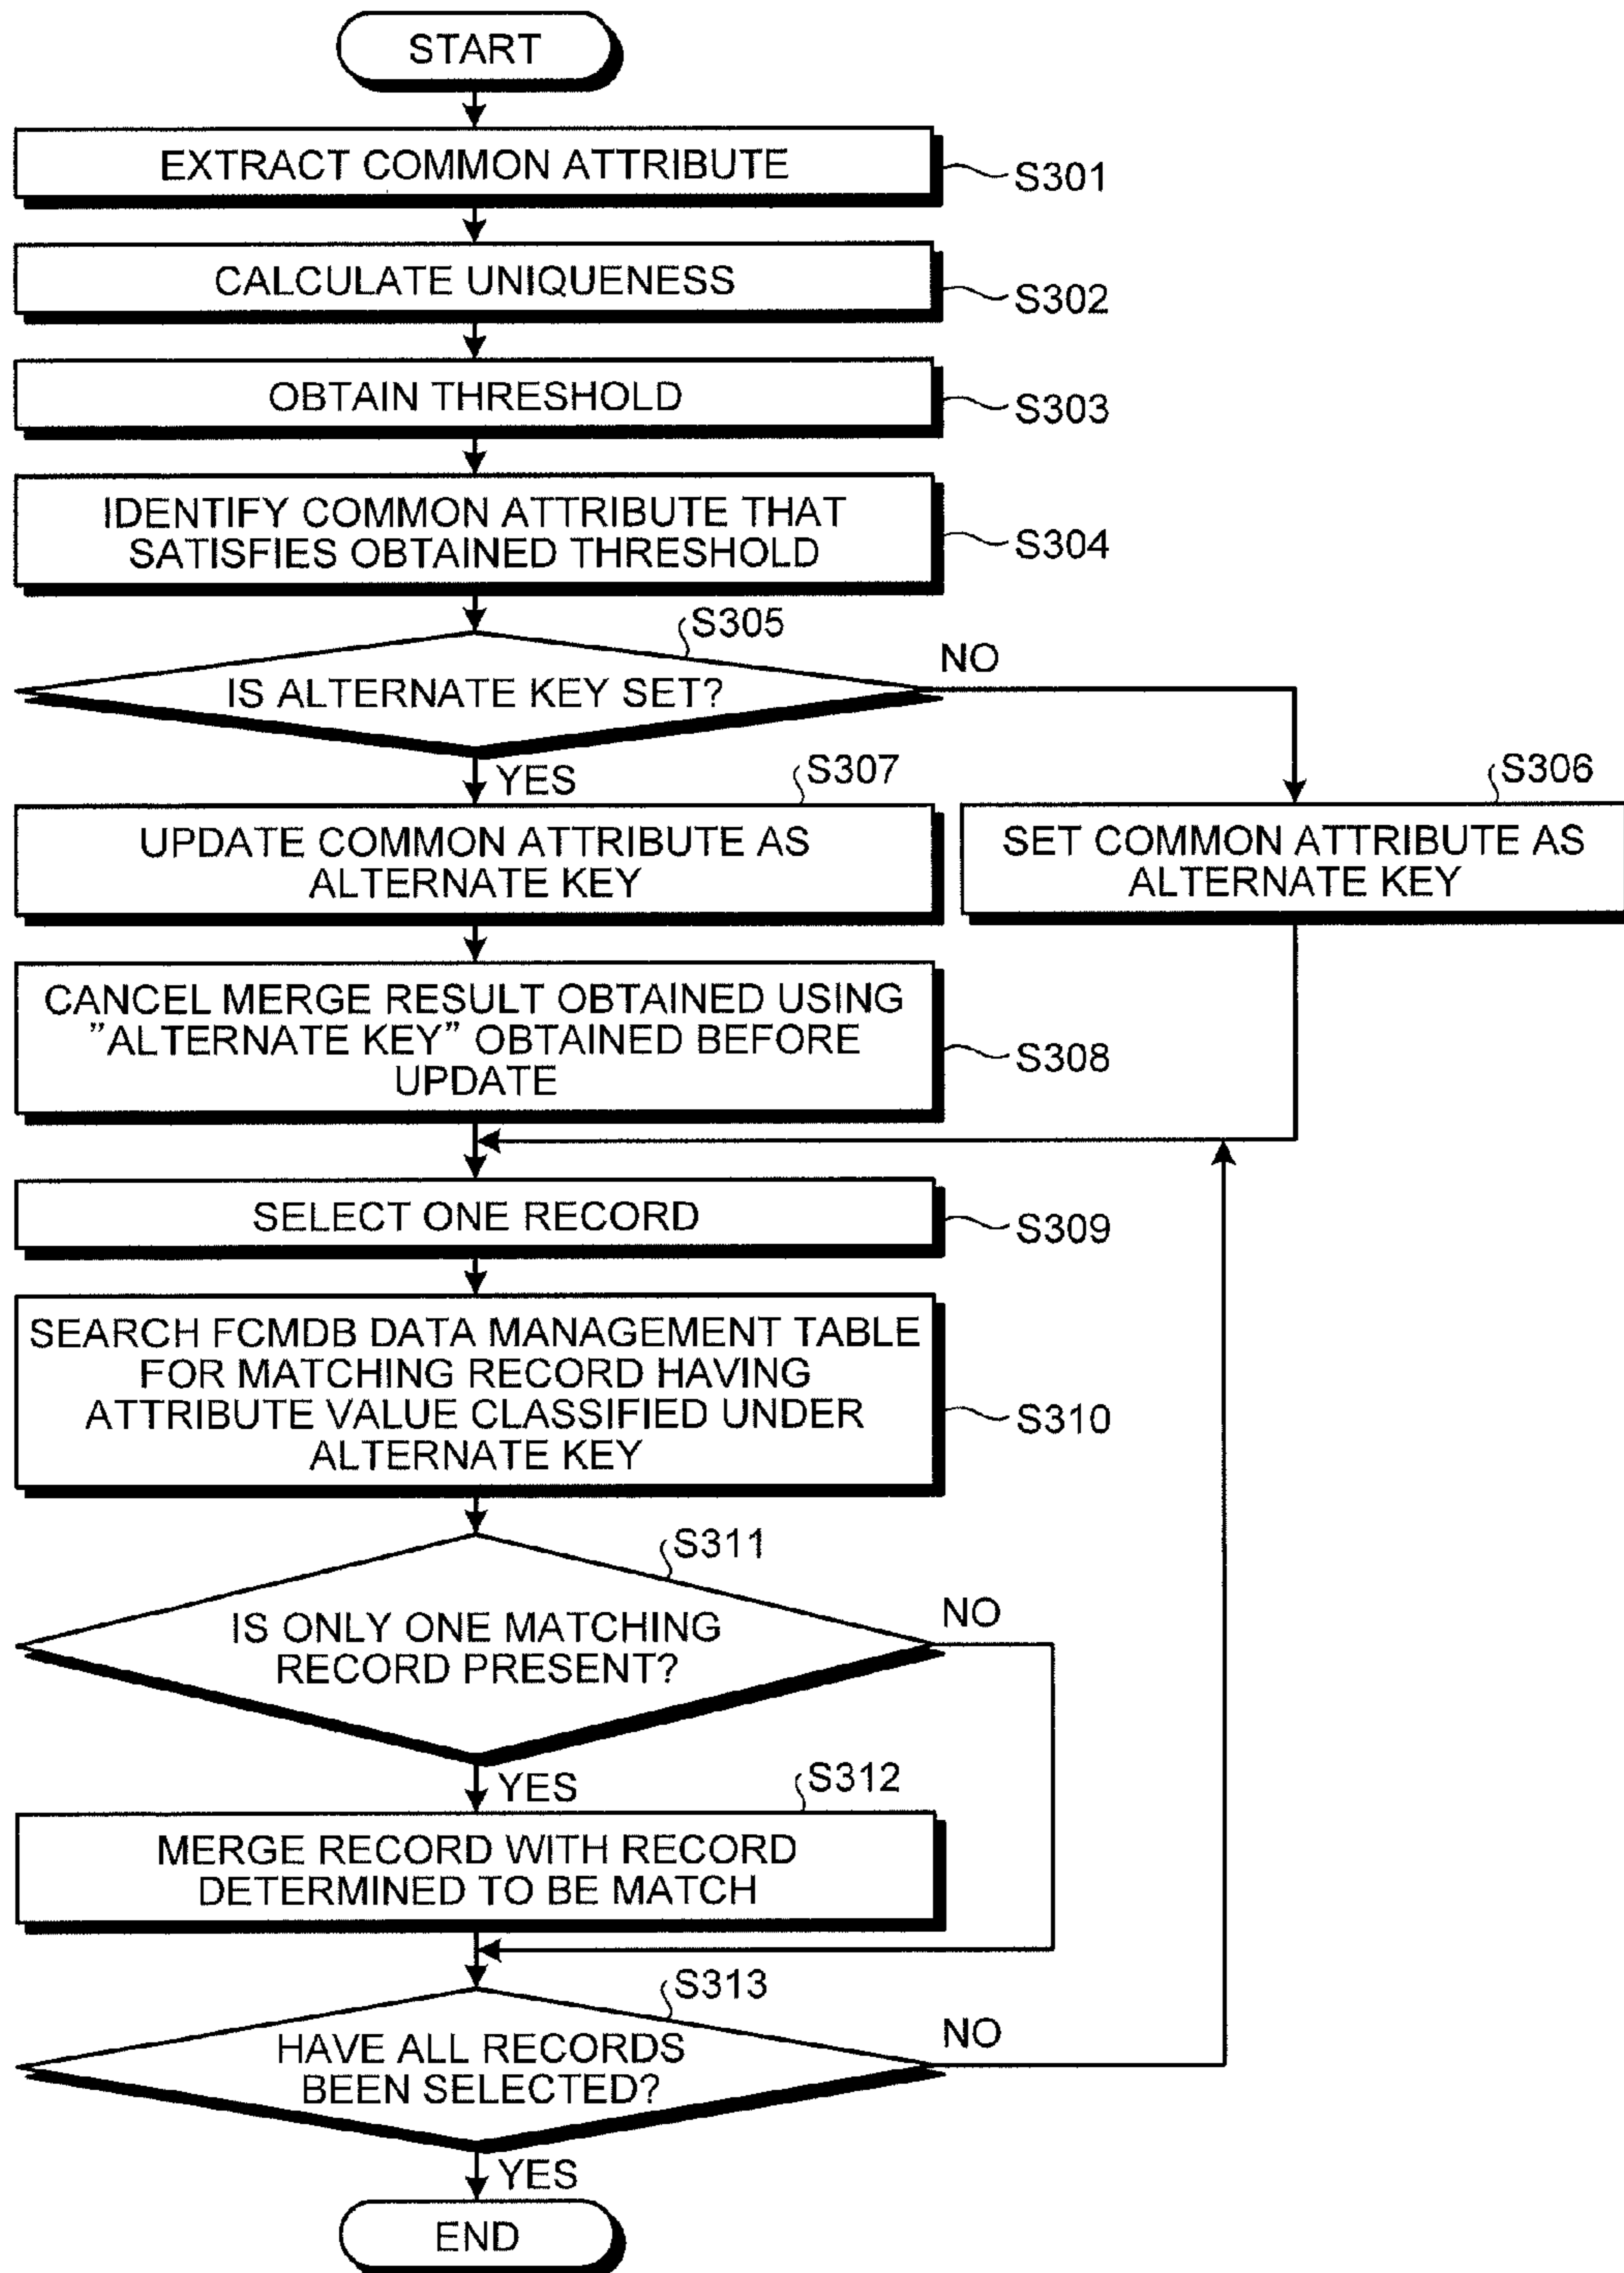 START
EXTRACT COMMON ATTRIBUTE
S301
CALCULATE UNIQUENESS
S302
OBTAIN THRESHOLD
S303
IDENTIFY COMMON ATTRIBUTE THAT
SATISFIES OBTAINED THRESHOLD
S304
S305
IS ALTERNATE KEY SET?
NO
YES
S307
UPDATE COMMON ATTRIBUTE AS
ALTERNATE KEY
S306
SET COMMON ATTRIBUTE AS
ALTERNATE KEY
CANCEL MERGE RESULT OBTAINED USING
"ALTERNATE KEY" OBTAINED BEFORE
UPDATE
S308
SELECT ONE RECORD
S309
SEARCH FCMDB DATA MANAGEMENT TABLE
FOR MATCHING RECORD HAVING
ATTRIBUTE VALUE CLASSIFIED UNDER
ALTERNATE KEY
S310
S311
IS ONLY ONE MATCHING
RECORD PRESENT?
NO
YES
S312
MERGE RECORD WITH RECORD
DETERMINED TO BE MATCH
S313
HAVE ALL RECORDS
BEEN SELECTED?
NO
YES
END